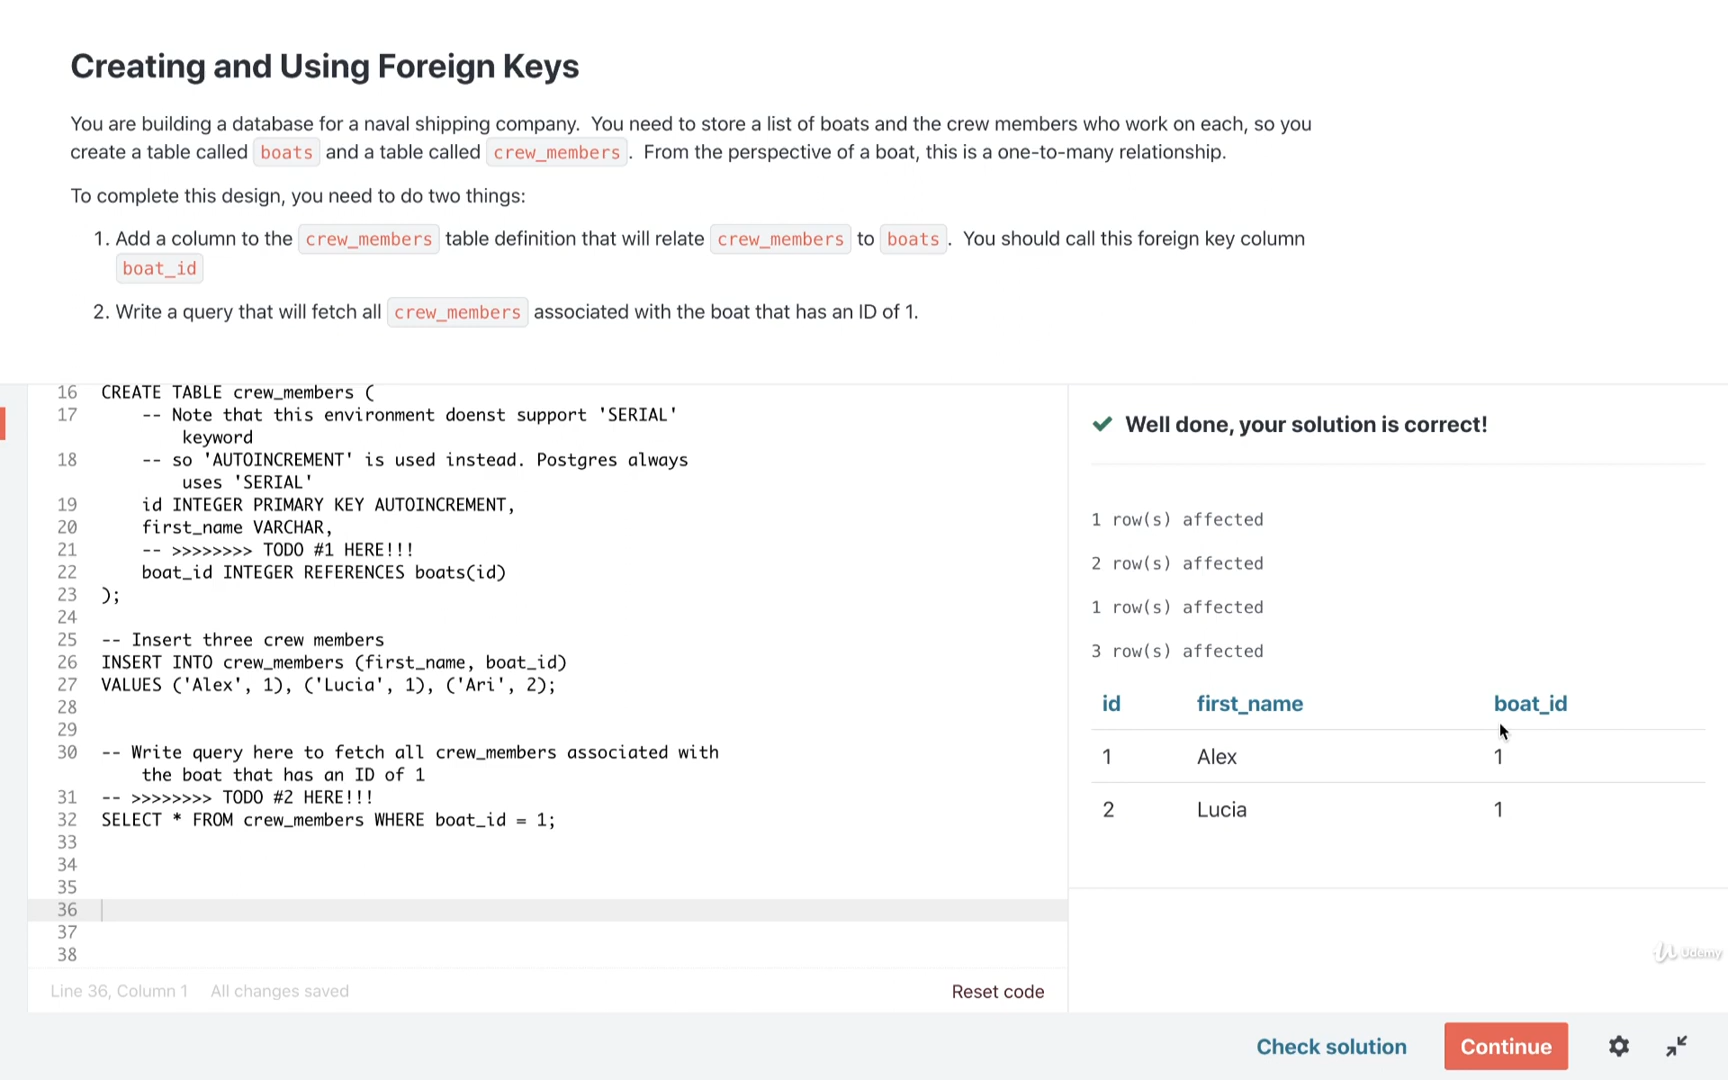 Creating and Using Foreign Keys
You are building a database for a naval shipping company.  You need to store a list of boats and the crew members who work on each, so you
create a table called boats and a table called crew_members .  From the perspective of a boat, this is a one-to-many relationship.
To complete this design, you need to do two things:
1. Add a column to the crew_members table definition that will relate crew_members to boats .  You should call this foreign key column
boat_id
2. Write a query that will fetch all crew_members associated with the boat that has an ID of 1.
16 CREATE TABLE crew_members (
17 -- Note that this environment doenst support 'SERIAL'
keyword
18 -- so 'AUTOINCREMENT' is used instead. Postgres always
uses 'SERIAL'
19 id INTEGER PRIMARY KEY AUTOINCREMENT,
20 first_name VARCHAR,
21 -- >>>>>>>> TODO #1 HERE!!!
22 boat_id INTEGER REFERENCES boats(id)
23 );
24
25 -- Insert three crew members
26 INSERT INTO crew_members (first_name, boat_id)
27 VALUES ('Alex', 1), ('Lucia', 1), ('Ari', 2);
28
29
30 -- Write query here to fetch all crew_members associated with
the boat that has an ID of 1
31 -- >>>>>>>> TODO #2 HERE!!!
32 SELECT * FROM crew_members WHERE boat_id = 1;
33
34
35
36
37
38
Line 36, Column 1 All changes saved
Reset code
Well done, your solution is correct!
1 row(s) affected
2 row(s) affected
1 row(s) affected
3 row(s) affected
id first_name boat_id
1 Alex 1
2 Lucia 1
Udemy
Check solution
Continue